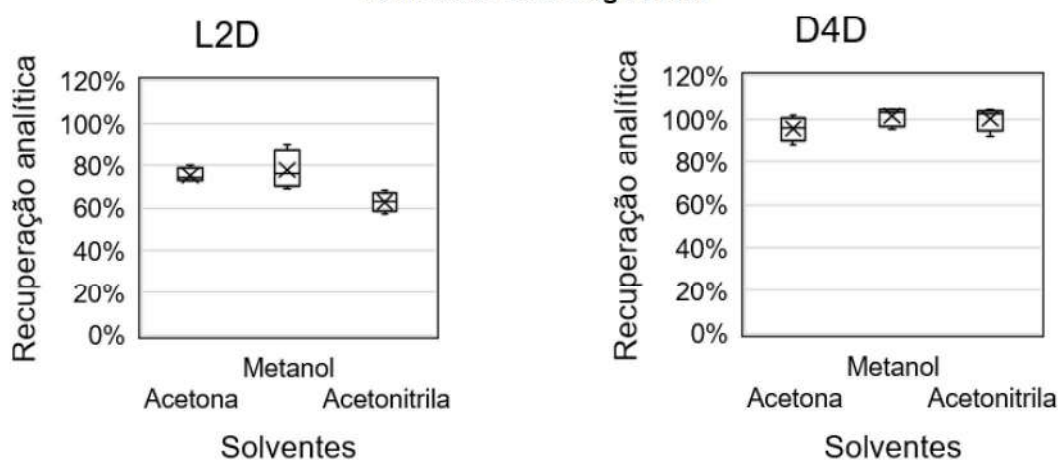 L2D
Recuperação analítica
120%
100%
80%
60%
40%
20%
0%
Metanol
Acetona Acetonitrila
Solventes
D4D
Recuperação analítica
120%
100%
80%
60%
40%
20%
0%
Metanol
Acetona Acetonitrila
Solventes